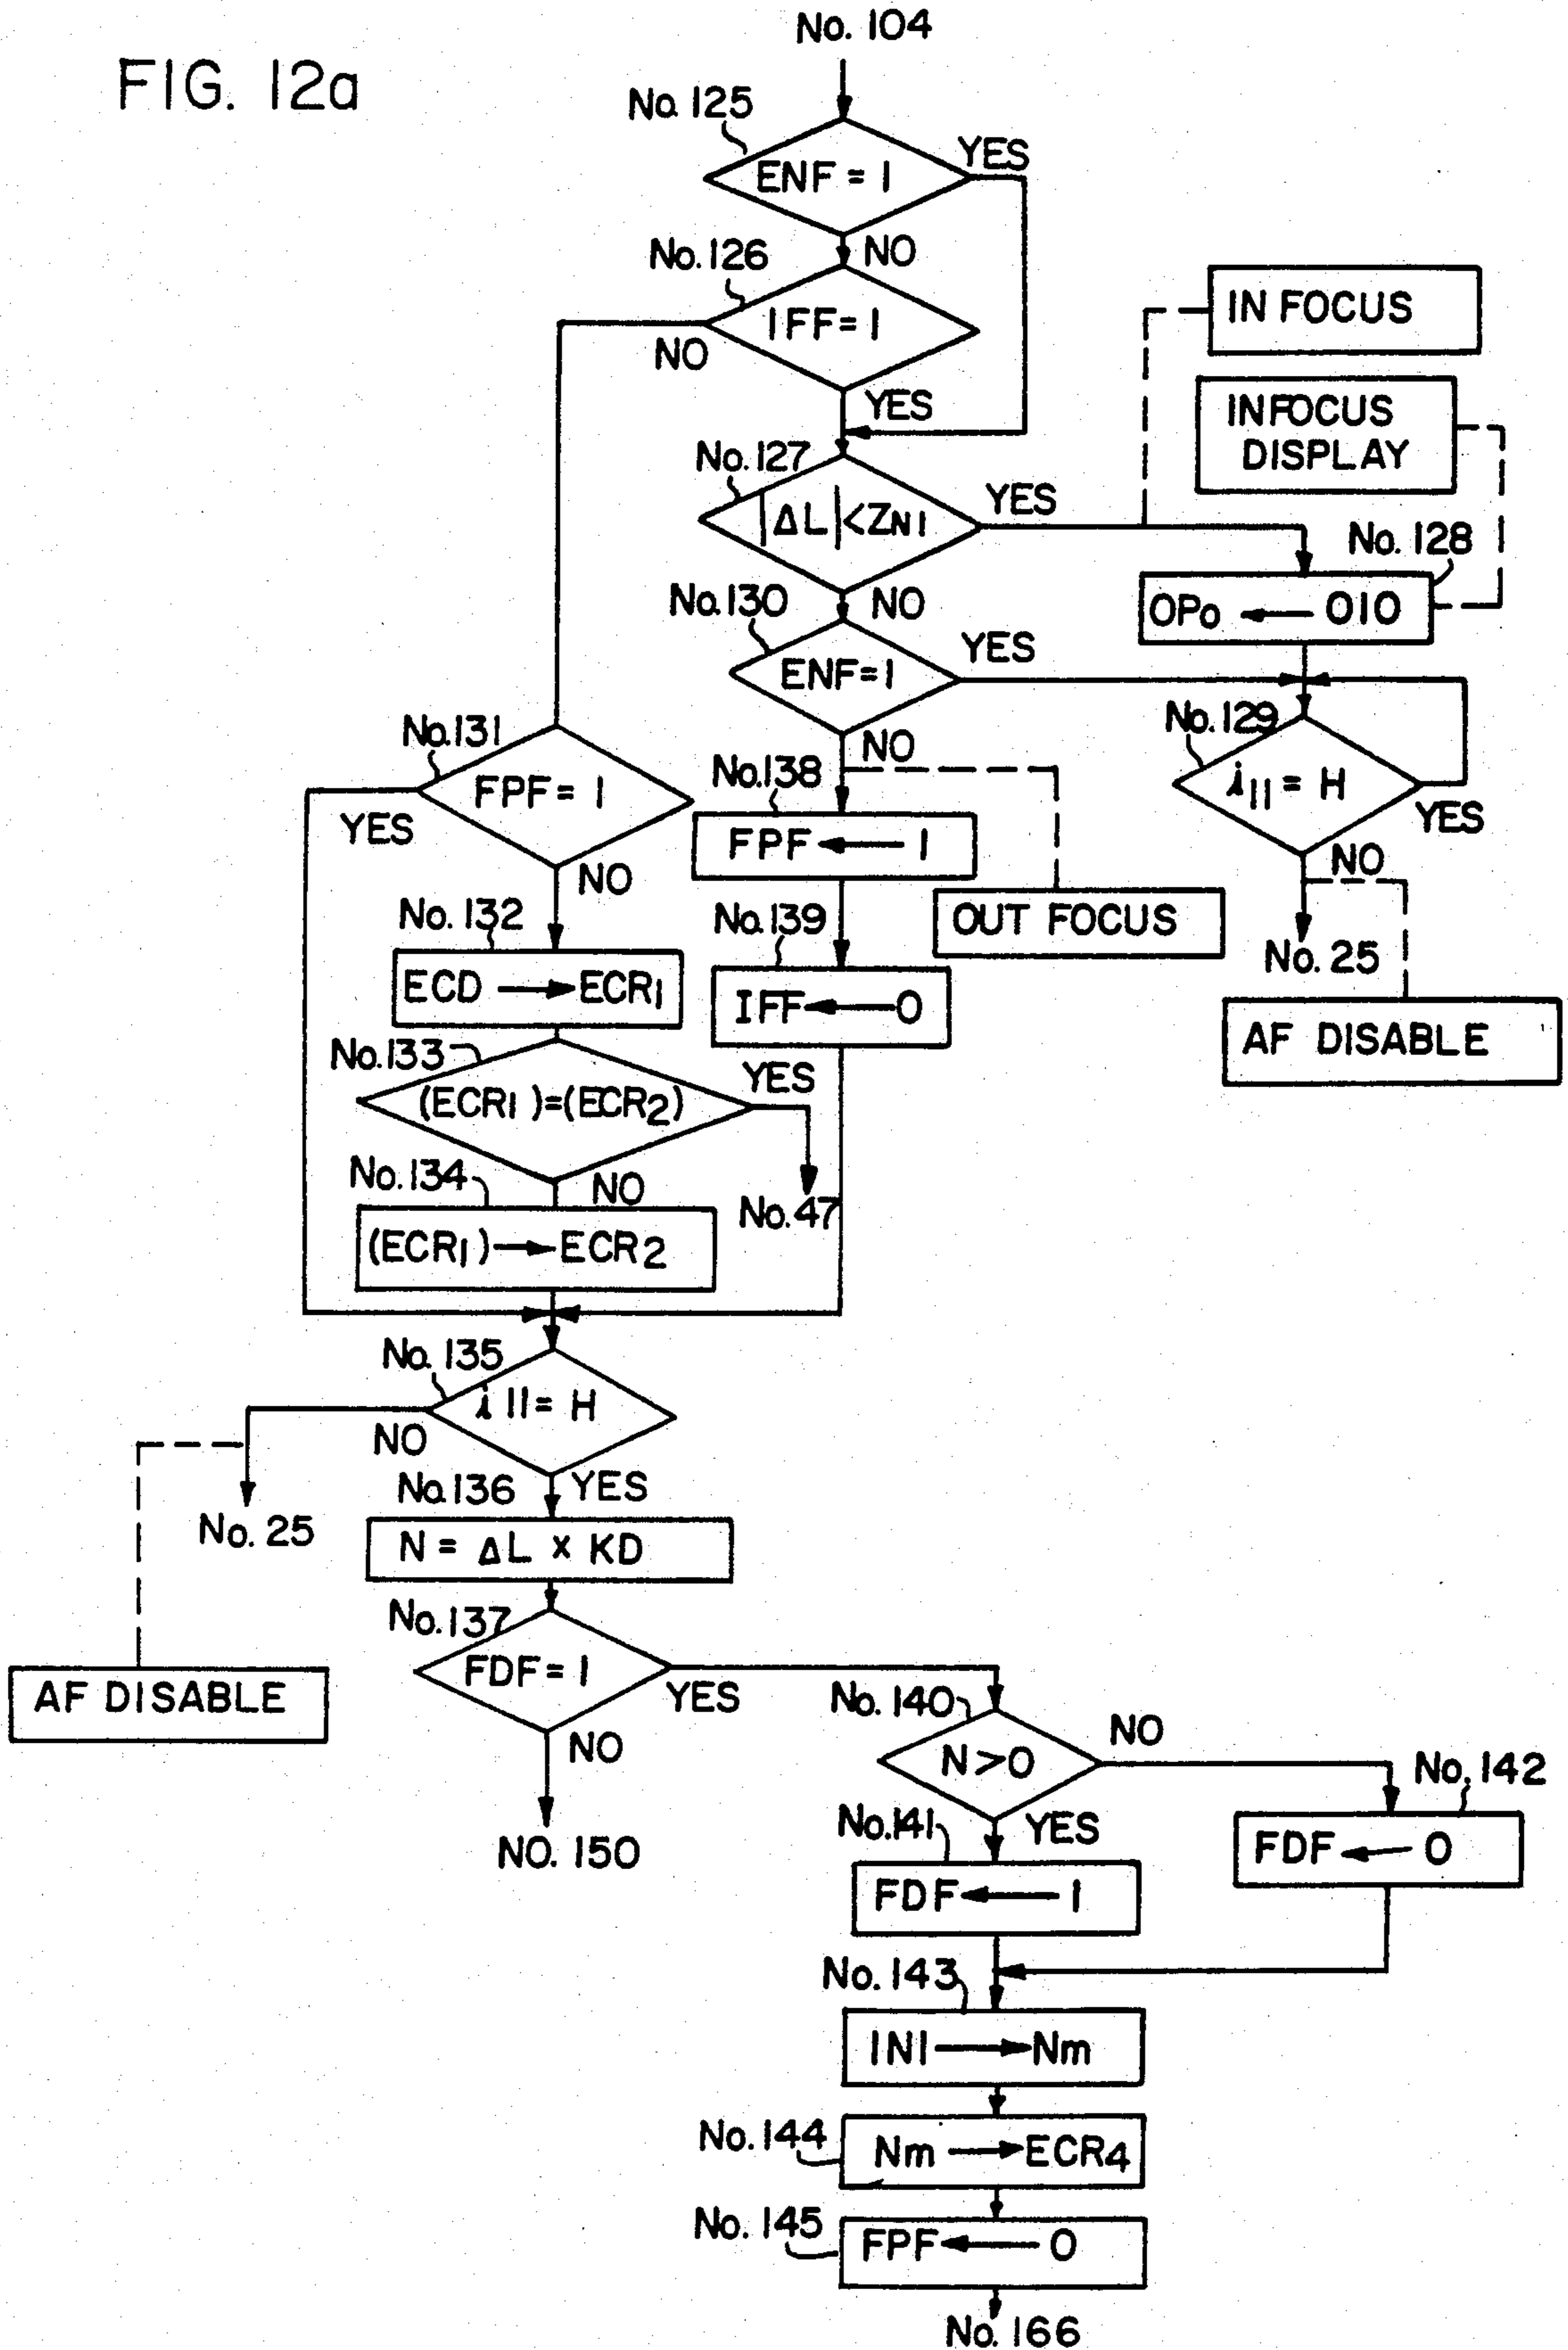 No. 104
FIG. 12a
No. 125
ENF = 1
YES
NO
No. 126
IFF = 1
NO
YES
IN FOCUS
INFOCUS
DISPLAY
No. 127
|ΔL|<ZN1
YES
NO
No. 128
OPo ← 010
No. 130
ENF=1
YES
NO
No. 129
i11 = H
YES
NO
No. 25
AF DISABLE
No. 131
FPF= 1
YES
NO
No. 138
FPF ← 1
OUT FOCUS
No. 139
IFF ← 0
No. 132
ECD → ECR1
No. 133
(ECR1)=(ECR2)
YES
NO
No. 47
No. 134
(ECR1) → ECR2
No. 135
i 11= H
NO
YES
No. 25
AF DISABLE
No. 136
N = ΔL x KD
No. 137
FDF = 1
YES
NO
NO. 150
No. 140
N>0
NO
YES
No. 142
FDF ← 0
No. 141
FDF ← 1
No. 143
|N| → Nm
No. 144
Nm → ECR4
No. 145
FPF ← 0
No. 166